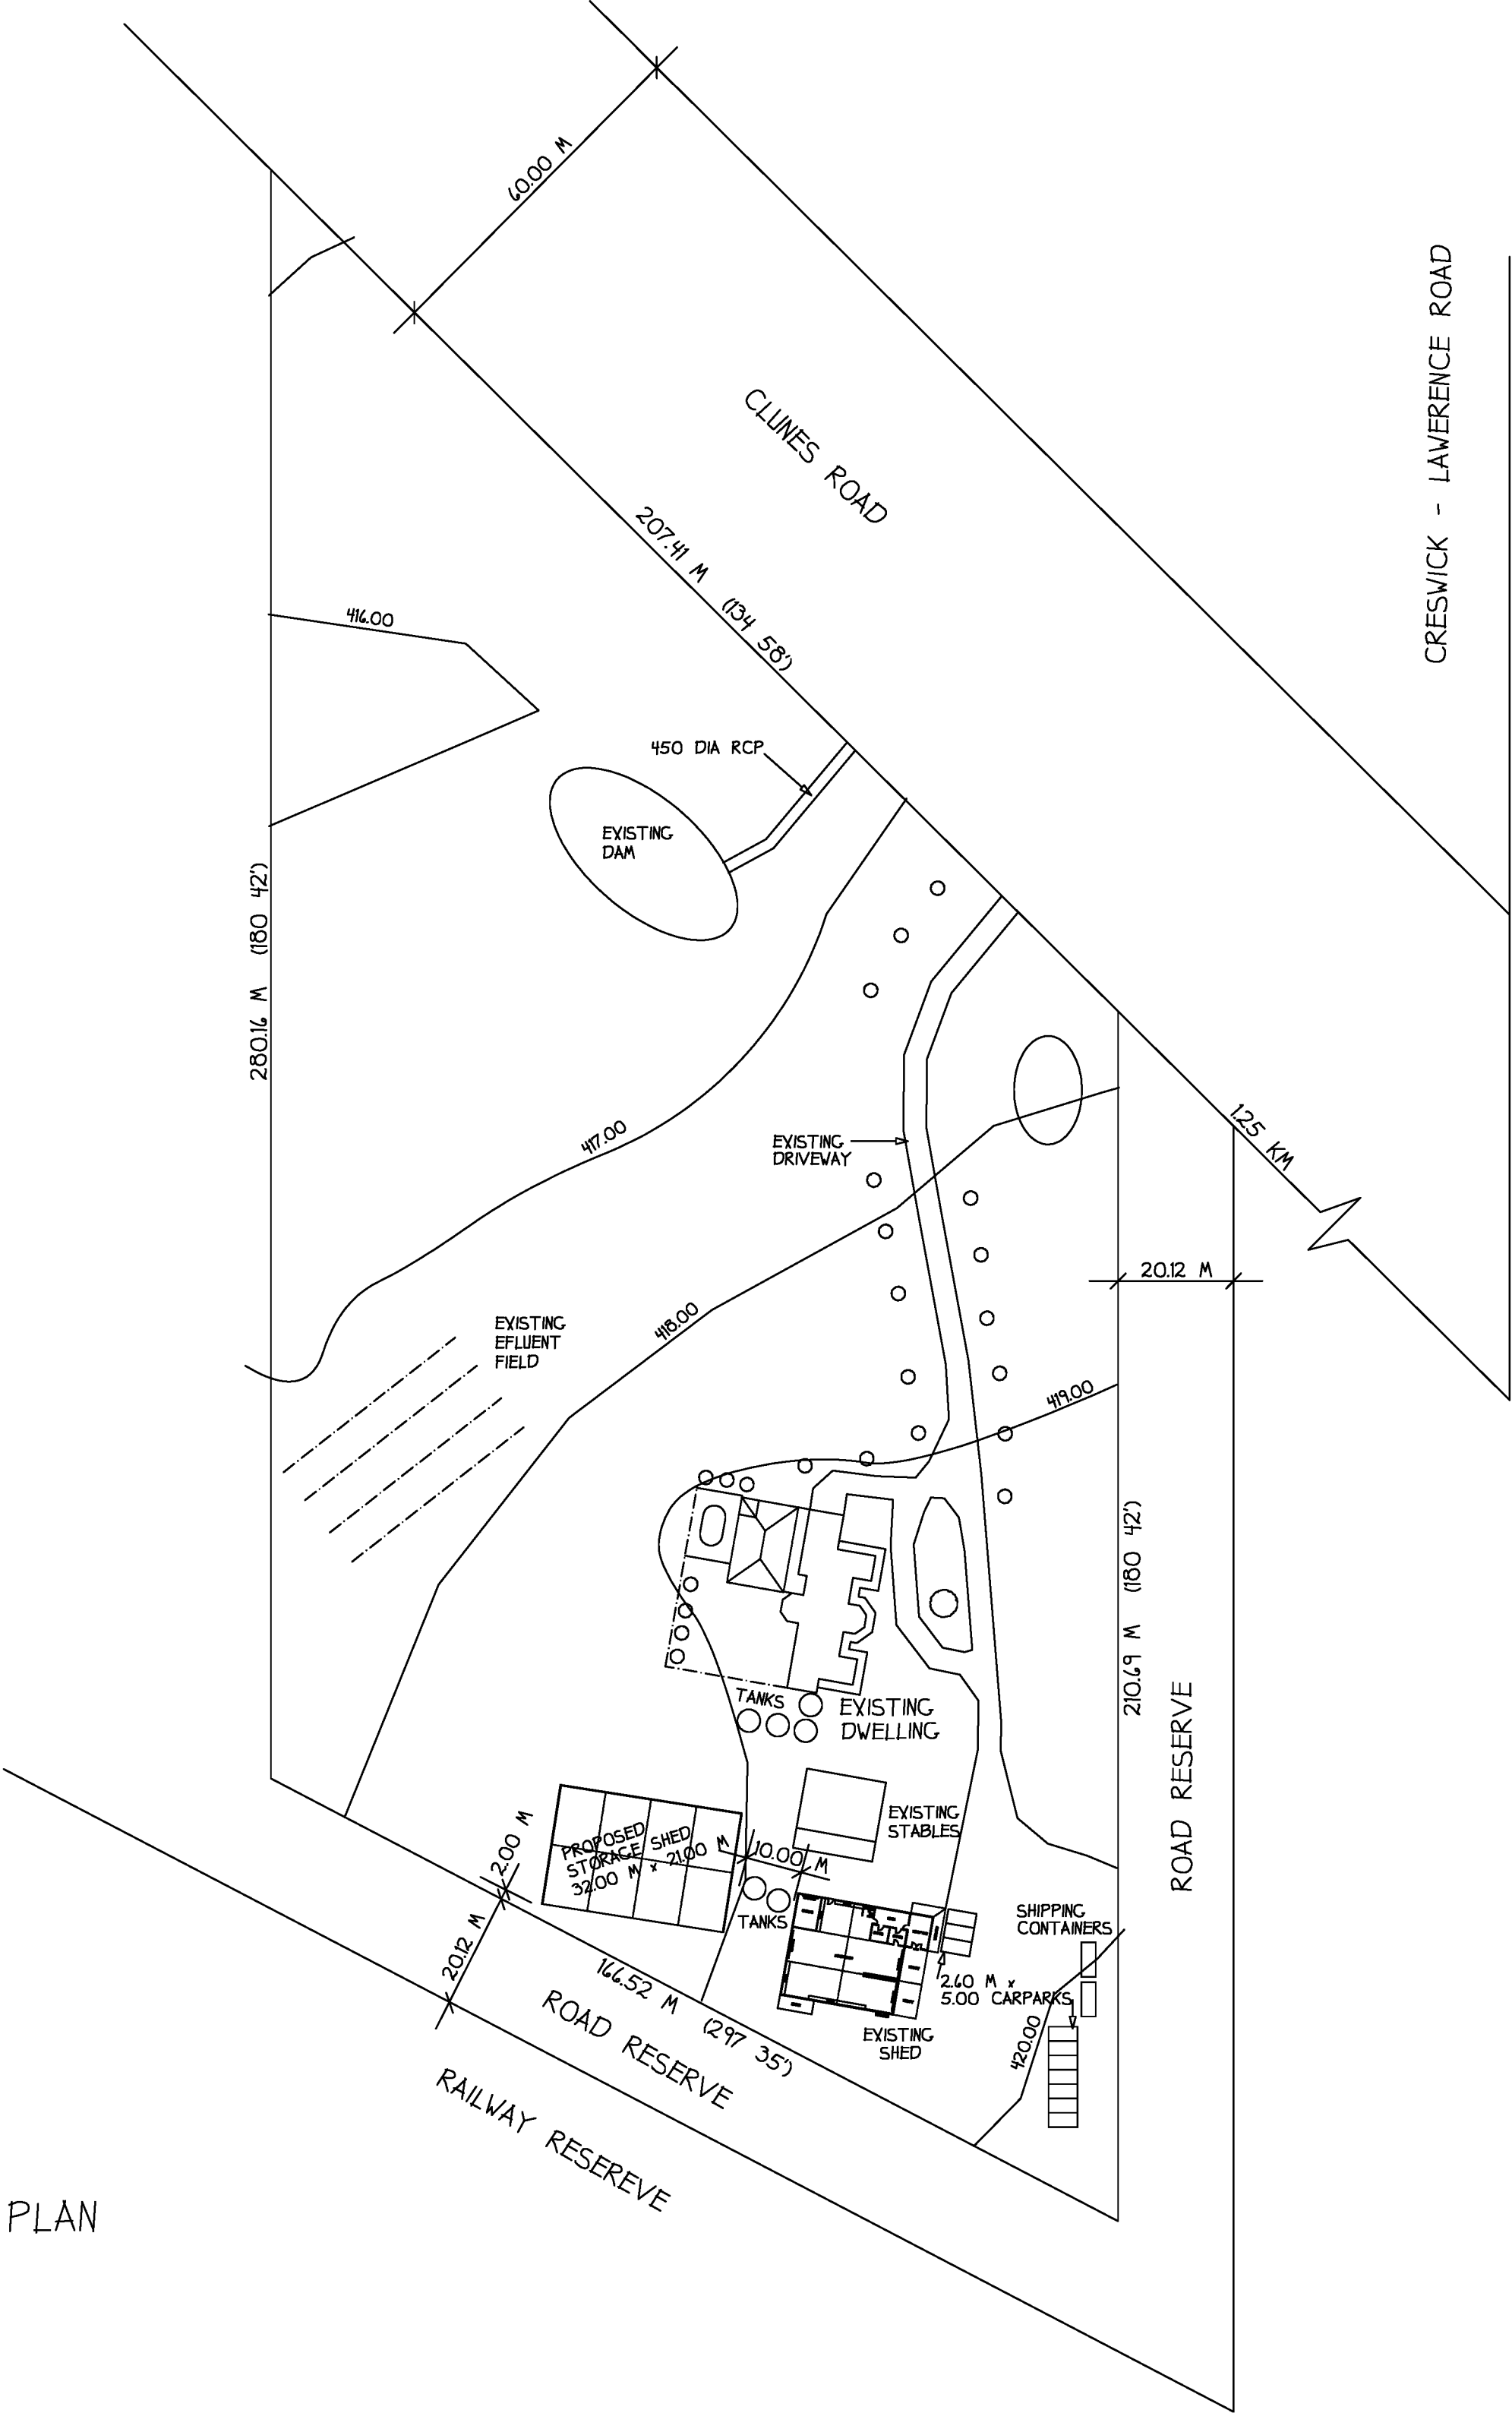 60.00 M
CRESWICK - LAWERENCE ROAD
CLUNES ROAD
207.41 M (134 58')
416.00
450 DIA RCP
EXISTING
DAM
280.16 M (180 42')
417.00
EXISTING
DRIVEWAY
1.25 KM
20.12 M
418.00
EXISTING
EFLUENT
FIELD
419.00
210.69 M (180 42')
ROAD RESERVE
TANKS
EXISTING
DWELLING
EXISTING
STABLES
PROPOSED
STORAGE SHED
32.00 M x 21.00 M
10.00 M
2.00 M
20.12 M
TANKS
SHIPPING
CONTAINERS
2.60 M x
5.00 CARPARKS
EXISTING
SHED
420.00
166.52 M (297 35')
ROAD RESERVE
RAILWAY RESEREVE
PLAN